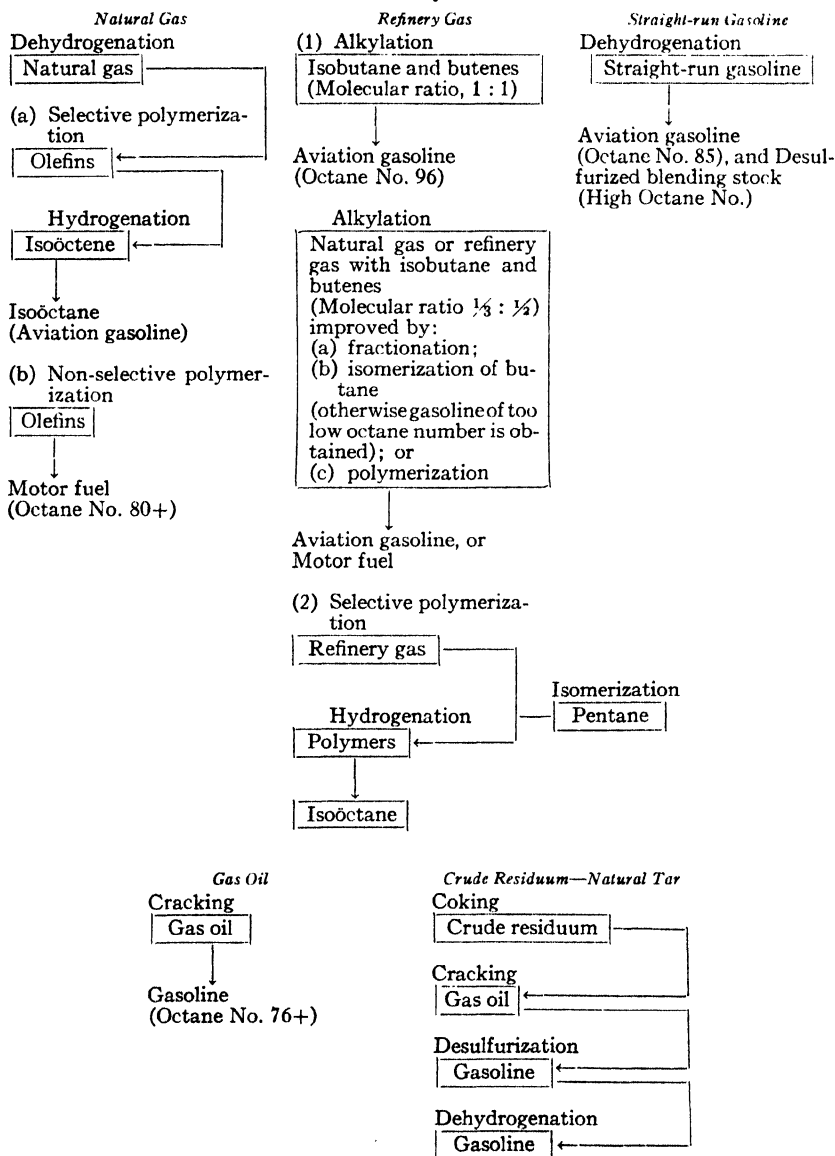 Natural Gas
Dehydrogenation
Natural gas
(a) Selective polymeriza-
tion
Olefins
Hydrogenation
Isoöctene
Isoöctane
(Aviation gasoline)
(b) Non-selective polymer-
ization
Olefins
Motor fuel
(Octane No. 80+)
Refinery Gas
(1) Alkylation
Isobutane and butenes
(Molecular ratio, 1 : 1)
Aviation gasoline
(Octane No. 96)
Alkylation
Natural gas or refinery
gas with isobutane and
butenes
(Molecular ratio ⅓ : ½)
improved by:
(a) fractionation;
(b) isomerization of bu-
tane
(otherwise gasoline of too
low octane number is ob-
tained); or
(c) polymerization
Aviation gasoline, or
Motor fuel
(2) Selective polymeriza-
tion
Refinery gas
Isomerization
Pentane
Hydrogenation
Polymers
Isoöctane
Straight-run Gasoline
Dehydrogenation
Straight-run gasoline
Aviation gasoline
(Octane No. 85), and Desul-
furized blending stock
(High Octane No.)
Gas Oil
Cracking
Gas oil
Gasoline
(Octane No. 76+)
Crude Residuum—Natural Tar
Coking
Crude residuum
Cracking
Gas oil
Desulfurization
Gasoline
Dehydrogenation
Gasoline